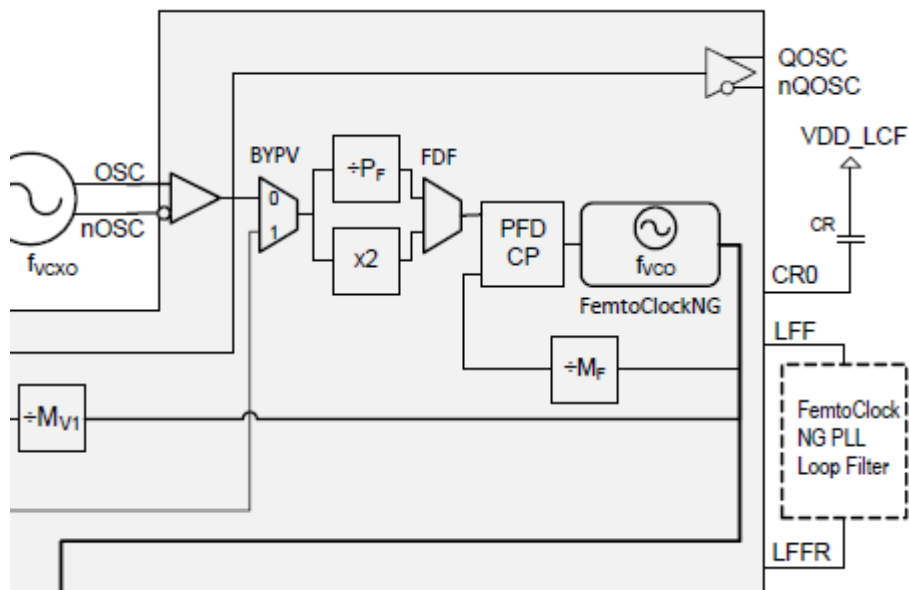 QOSC
nQOSC
VDD_LCF
BYPV
÷PF
FDF
OSC
0
PFD
CP
CR
nOSC
1
x2
fVCO
fVCXO
CR0
FemtoClockNG
LFF
÷MF
÷MV1
FemtoClock
NG PLL
Loop Filter
LFFR